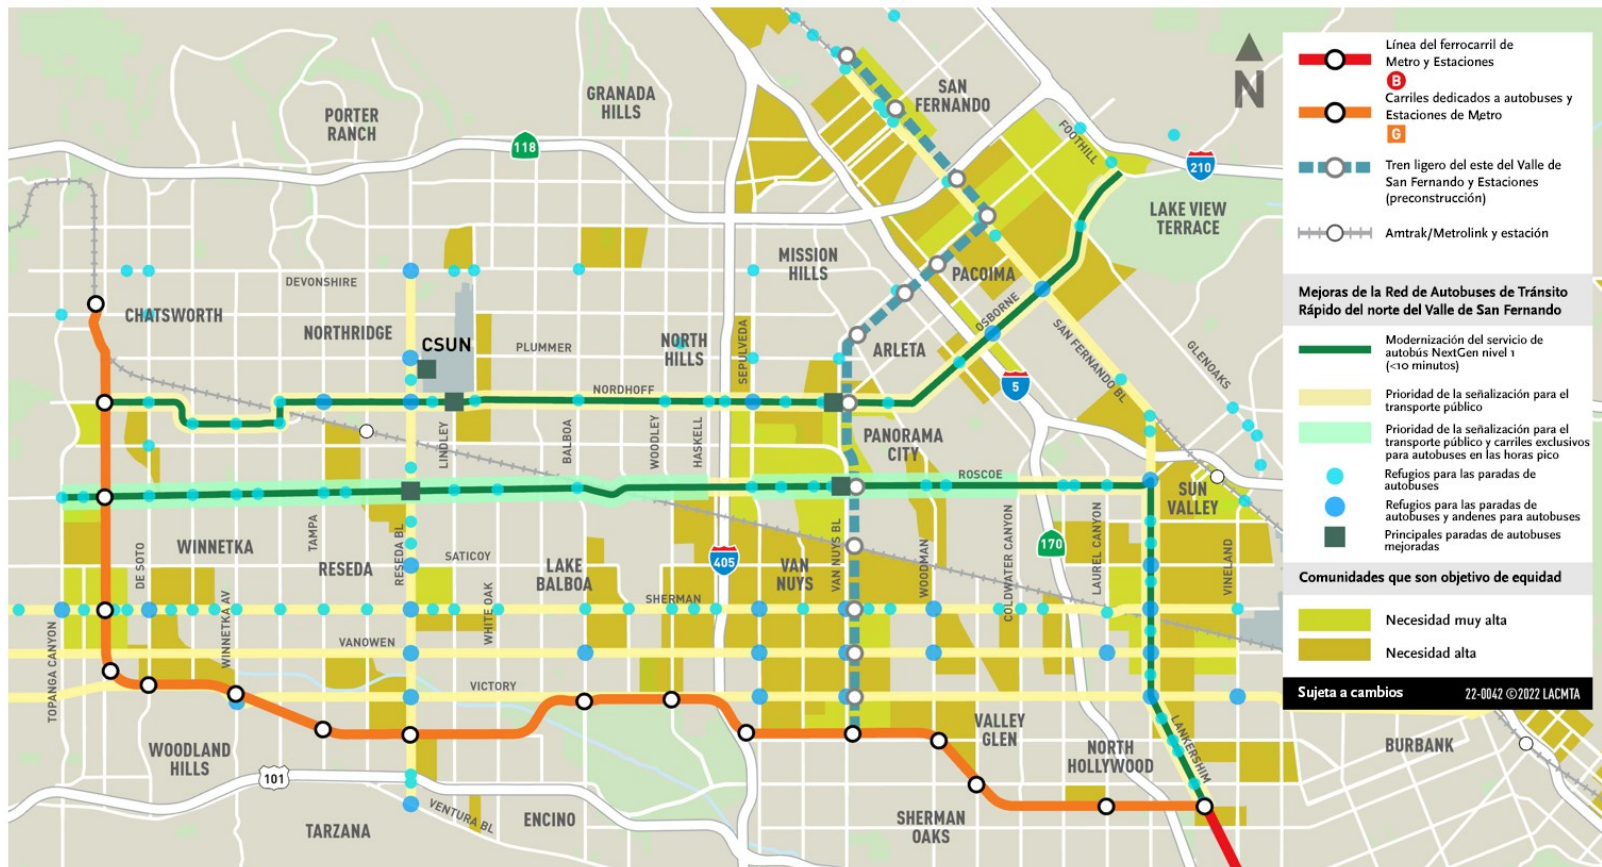 SAN
FERNANDO
GRANADA
HILLS
PORTER
RANCH
118
FOOTHILL
210
LAKE VIEW
TERRACE
MISSION
HILLS
PACOIMA
DEVONSHIRE
CHATSWORTH
NORTHRIDGE
CSUN
PLUMMER
NORTH
HILLS
SEPULVEDA
ARLETA
OSBORNE
SAN FERNANDO BL
GLENOAKS
5
NORDHOFF
LINDLEY
BALBOA
WOODLEY
HASKELL
PANORAMA
CITY
ROSCOE
SUN
VALLEY
WINNETKA
DE SOTO
TAMPA
RESEDA
RESEDA BL
SATICOY
LAKE
BALBOA
405
VAN
NUYS
VAN NUYS BL
WOODMAN
COLDWATER CANYON
170
LAUREL CANYON
VINELAND
SHERMAN
WHITE OAK
WINNETKA AV
TOPANGA CANYON
VANOWEN
VICTORY
WOODLAND
HILLS
101
VALLEY
GLEN
NORTH
HOLLYWOOD
LANKERSHIM
BURBANK
TARZANA
VENTURA BL
ENCINO
SHERMAN
OAKS
N
Línea del ferrocarril de
Metro y Estaciones
B
Carriles dedicados a autobuses y
Estaciones de Metro
G
Tren ligero del este del Valle de
San Fernando y Estaciones
(preconstrucción)
Amtrak/Metrolink y estación
Mejoras de la Red de Autobuses de Tránsito
Rápido del norte del Valle de San Fernando
Modernización del servicio de
autobús NextGen nivel 1
(<10 minutos)
Prioridad de la señalización para el
transporte público
Prioridad de la señalización para el
transporte público y carriles exclusivos
para autobuses en las horas pico
Refugios para las paradas de
autobuses
Refugios para las paradas de
autobuses y andenes para autobuses
Principales paradas de autobuses
mejoradas
Comunidades que son objetivo de equidad
Necesidad muy alta
Necesidad alta
Sujeta a cambios 22-0042 ©2022 LACMTA